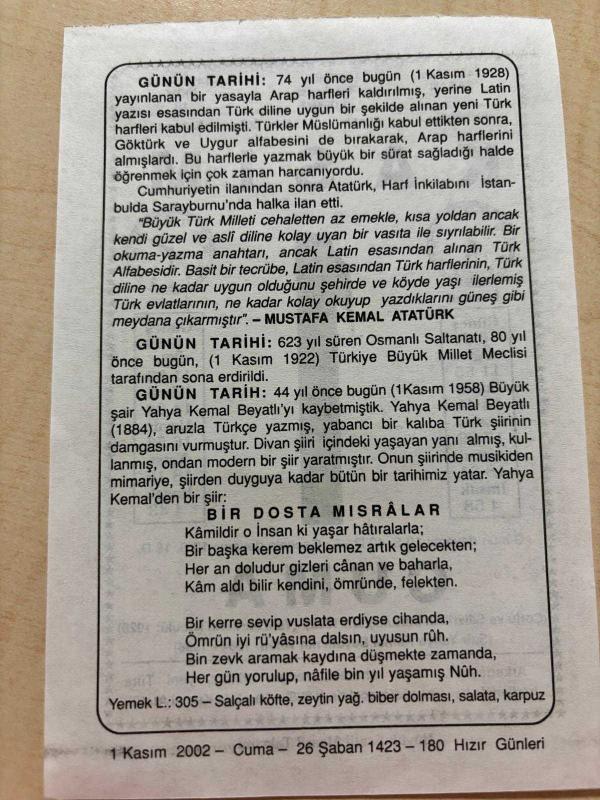 GÜNÜN TARİHİ: 74 yıl önce bugün (1 Kasım 1928)
yayınlanan bir yasayla Arap harfleri kaldırılmış, yerine Latin
yazısı esasından Türk diline uygun bir şekilde alınan yeni Türk
harfleri kabul edilmişti. Türkler Müslümanlığı kabul ettikten sonra,
Göktürk ve Uygur alfabesini de bırakarak, Arap harflerini
almışlardı. Bu harflerle yazmak büyük bir sürat sağladığı halde
öğrenmek için çok zaman harcanıyordu.
Cumhuriyetin ilanından sonra Atatürk, Harf İnkilabını İstan-
bulda Sarayburnu'nda halka ilan etti.
"Büyük Türk Milleti cehaletten az emekle, kısa yoldan ancak
kendi güzel ve aslî diline kolay uyan bir vasıta ile sıyrılabilir. Bir
okuma-yazma anahtarı, ancak Latin esasından alınan Türk
Alfabesidir. Basit bir tecrübe, Latin esasından Türk harflerinin, Türk
diline ne kadar uygun olduğunu şehirde ve köyde yaşı ilerlemiş
Türk evlatlarının, ne kadar kolay okuyup yazdıklarını güneş gibi
meydana çıkarmıştır". – MUSTAFA KEMAL ATATÜRK
GÜNÜN TARİHİ: 623 yıl süren Osmanlı Saltanatı, 80 yıl
önce bugün, (1 Kasım 1922) Türkiye Büyük Millet Meclisi
tarafından sona erdirildi.
GÜNÜN TARİH: 44 yıl önce bugün (1Kasım 1958) Büyük
şair Yahya Kemal Beyatlı'yı kaybetmiştik. Yahya Kemal Beyatlı
(1884), aruzla Türkçe yazmış, yabancı bir kalıba Türk şiirinin
damgasını vurmuştur. Divan şiiri içindeki yaşayan yanı almış, kul-
lanmış, ondan modern bir şiir yaratmıştır. Onun şiirinde musikiden
mimariye, şiirden duyguya kadar bütün bir tarihimiz yatar. Yahya
Kemal'den bir şiir:
BİR DOSTA MISRÂLAR
Kâmildir o İnsan ki yaşar hâtıralarla;
Bir başka kerem beklemez artık gelecekten;
Her an doludur gizleri cânan ve baharla,
Kâm aldı bilir kendini, ömründe, felekten.
Bir kerre sevip vuslata erdiyse cihanda,
Ömrün iyi rü'yâsına dalsın, uyusun rûh.
Bin zevk aramak kaydına düşmekte zamanda,
Her gün yorulup, nâfile bin yıl yaşamış Nûh.
Yemek L.: 305 – Salçalı köfte, zeytin yağ. biber dolması, salata, karpuz
1 Kasım 2002 – Cuma – 26 Şaban 1423 – 180 Hızır Günleri